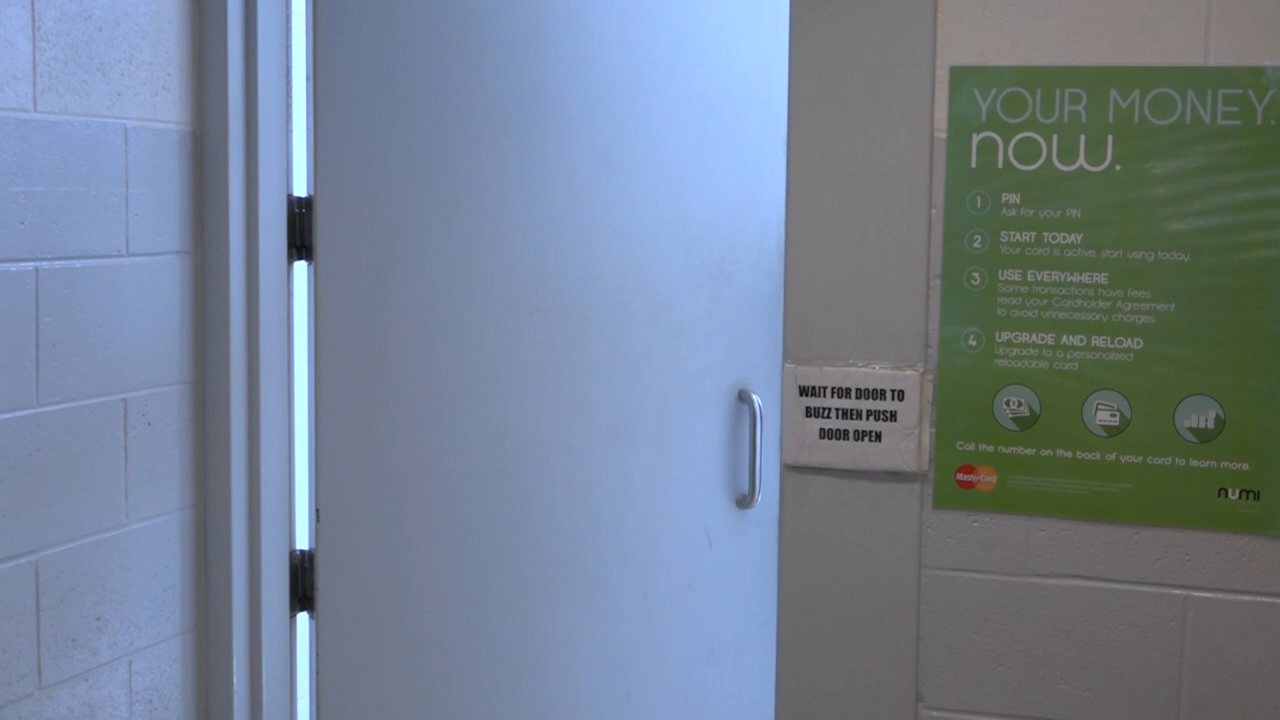 WAIT FOR DOOR TO
BUZZ THEN PUSH
DOOR OPEN
YOUR MONEY.
now.
1 PIN
Ask for your PIN
2 START TODAY
Your card is active, start using today
3 USE EVERYWHERE
Some transactions have fees,
read your Cardholder Agreement
to avoid unnecessary charges.
4 UPGRADE AND RELOAD
Upgrade to a personalized
reloadable card
Call the number on the back of your card to learn more.
MasterCard
numi